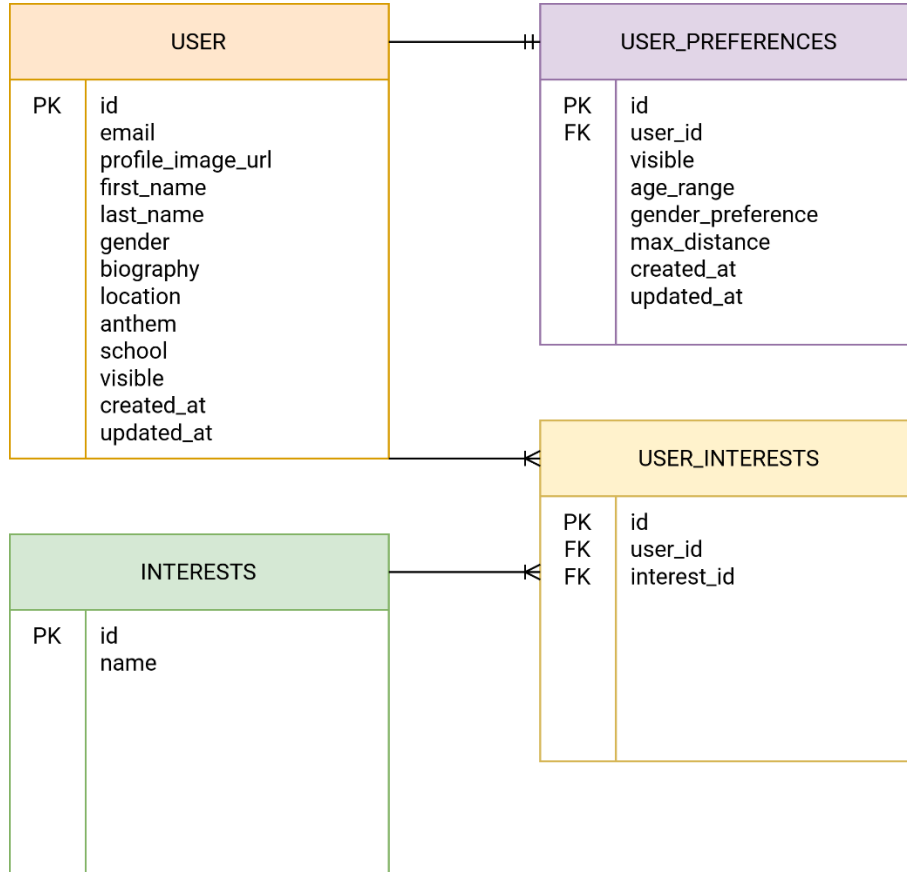 USER
PK id
email
profile_image_url
first_name
last_name
gender
biography
location
anthem
school
visible
created_at
updated_at
USER_PREFERENCES
PK id
FK user_id
visible
age_range
gender_preference
max_distance
created_at
updated_at
USER_INTERESTS
PK id
FK user_id
FK interest_id
INTERESTS
PK id
name